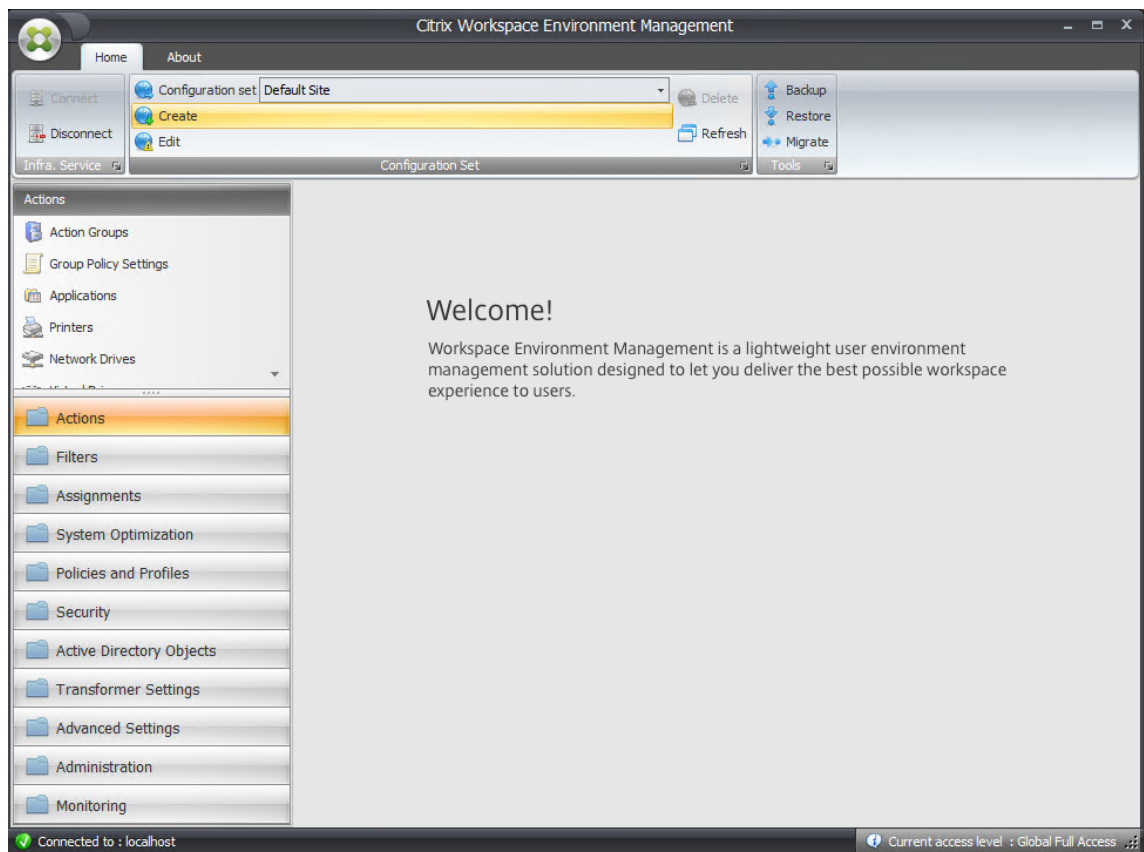 Citrix Workspace Environment Management
Home About
Connect
Disconnect
Infra. Service
Configuration set Default Site
Create
Edit
Delete
Refresh
Configuration Set
Backup
Restore
Migrate
Tools
Actions
Action Groups
Group Policy Settings
Applications
Printers
Network Drives
Actions
Filters
Assignments
System Optimization
Policies and Profiles
Security
Active Directory Objects
Transformer Settings
Advanced Settings
Administration
Monitoring
Welcome!
Workspace Environment Management is a lightweight user environment
management solution designed to let you deliver the best possible workspace
experience to users.
Connected to : localhost
Current access level : Global Full Access